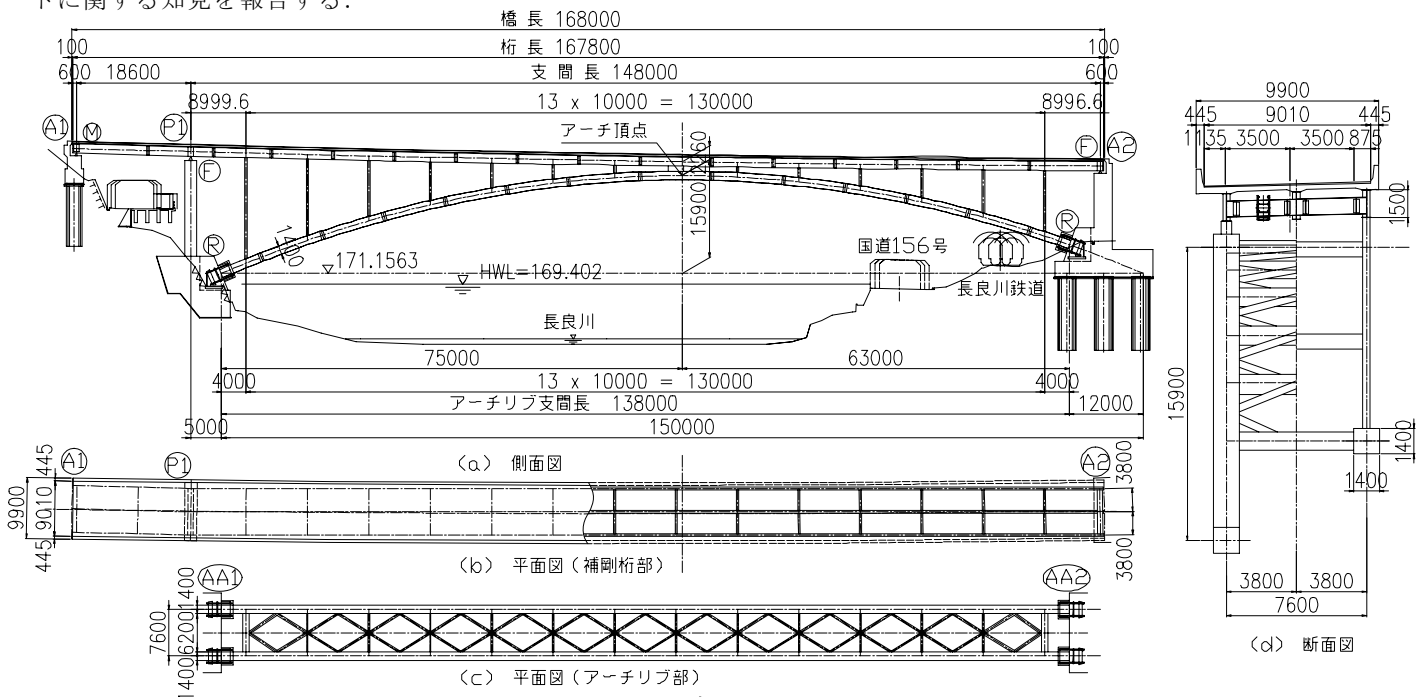 橋 長 168000
桁 長 167800
100
100
600 18600
支 間 長 148000
600
8999.6
13 x 10000 = 130000
8996.6
A1
M
P1
アーチ頂点
F
A2
F
15900
R
1400
171.1563
HWL=169.402
国道156号
R
長良川鉄道
長良川
75000
63000
4000
13 x 10000 = 130000
4000
アーチリブ支間長 138000
12000
5000
150000
(a) 側面図
9900
445
9010
445
1135
3500
3500
875
1500
15900
1400
1400
3800
3800
7600
(d) 断面図
A1
P1
A2
445
9900
9010
445
3800
3800
(b) 平面図(補剛桁部)
AA1
AA2
1400
7600
6200
1400
(c) 平面図(アーチリブ部)